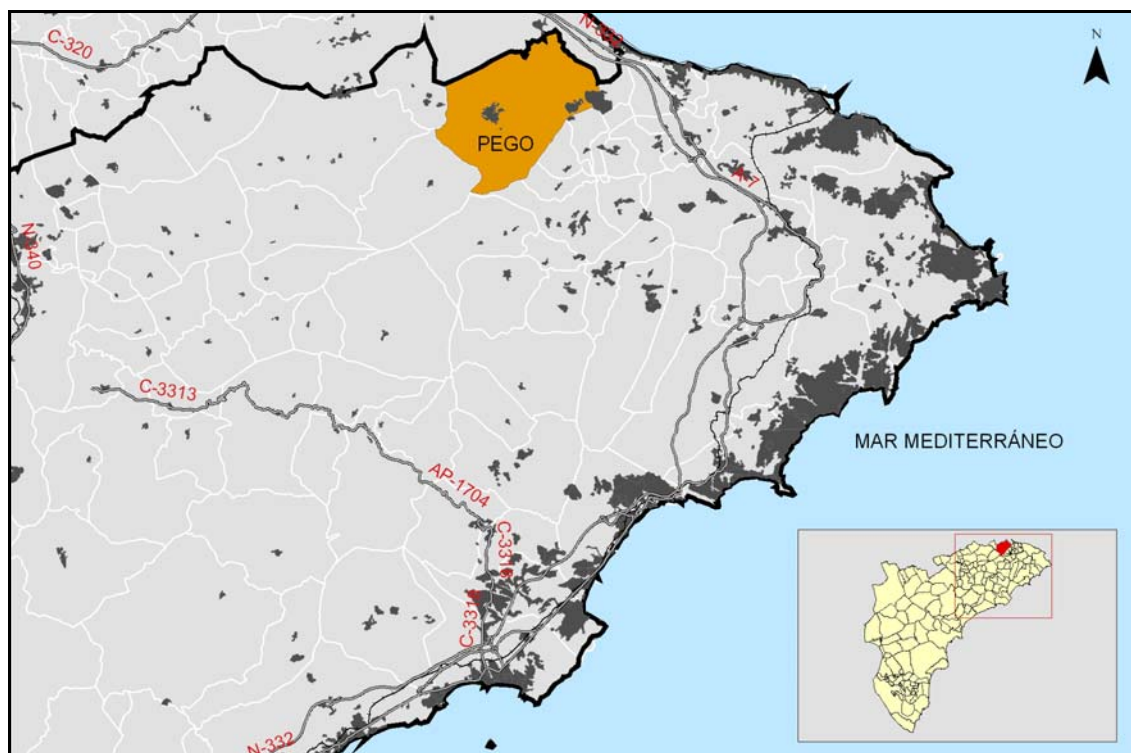 C-320
N-332
N
PEGO
A-7
N-340
C-3313
MAR MEDITERRÁNEO
AP-1704
C-3318
C-3318
N-332